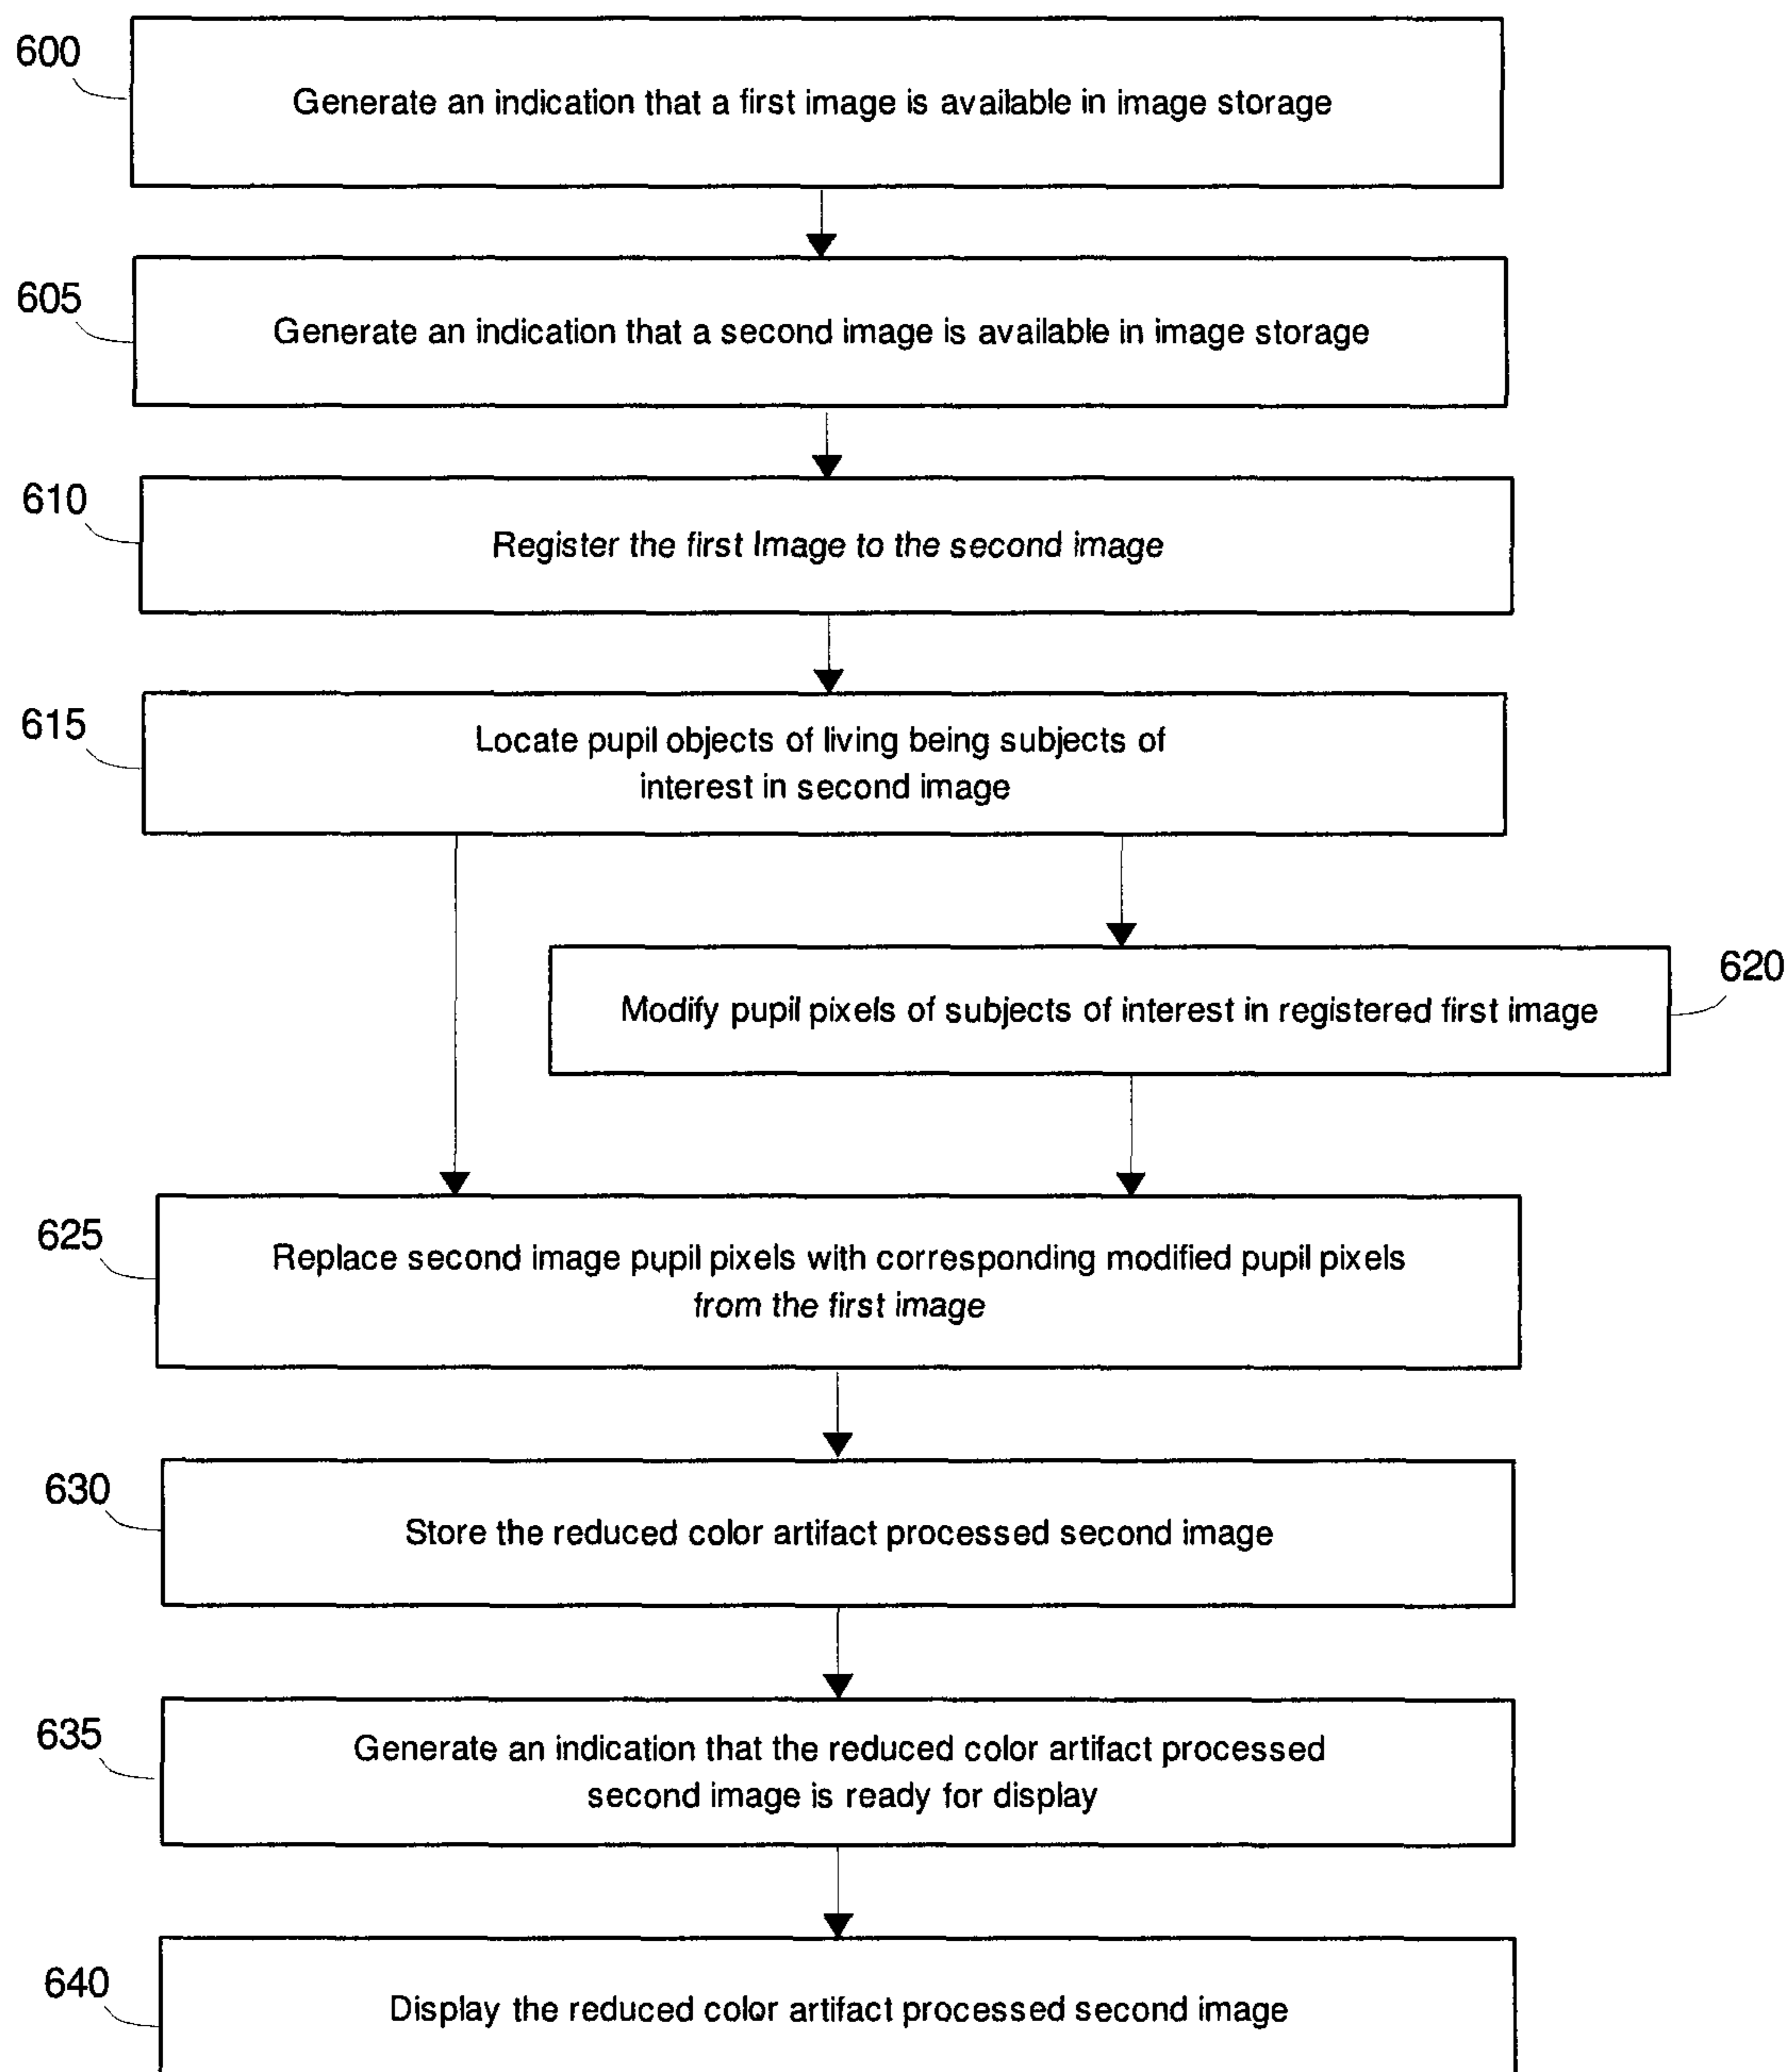 600
Generate an indication that a first image is available in image storage
605
Generate an indication that a second image is available in image storage
610
Register the first Image to the second image
615
Locate pupil objects of living being subjects of
interest in second image
620
Modify pupil pixels of subjects of interest in registered first image
625
Replace second image pupil pixels with corresponding modified pupil pixels
from the first image
630
Store the reduced color artifact processed second image
635
Generate an indication that the reduced color artifact processed
second image is ready for display
640
Display the reduced color artifact processed second image